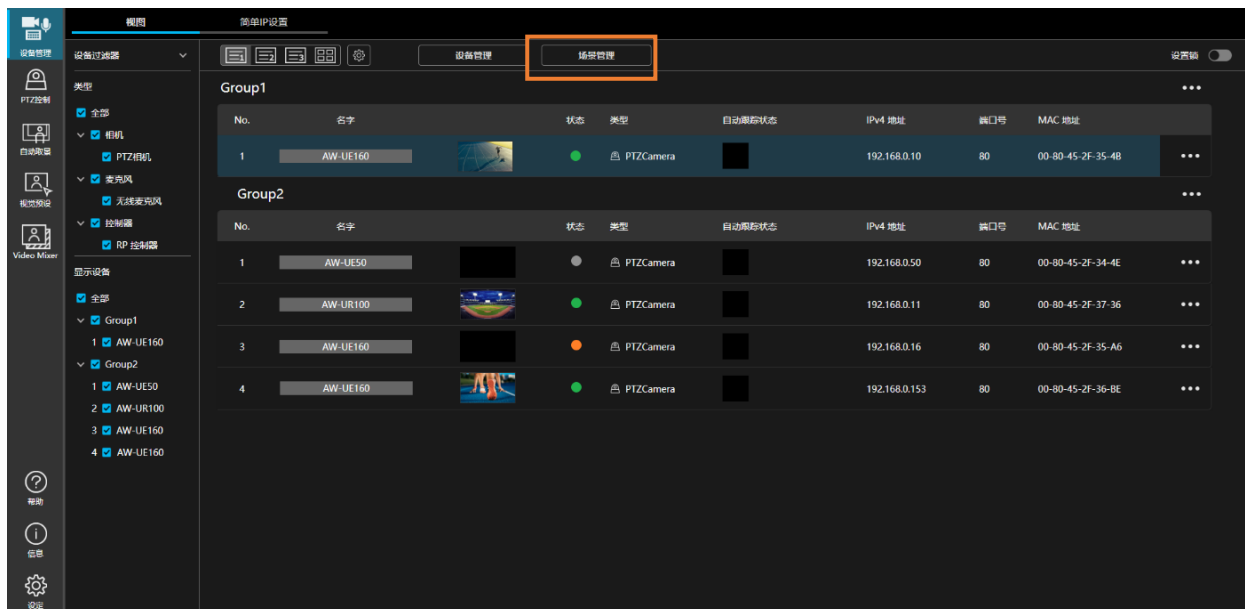 视图
简单IP设置
设备管理
PTZ控制
自动取景
视觉预设
Video Mixer
帮助
信息
设定
设备过滤器
类型
全部
相机
PTZ相机
麦克风
无线麦克风
控制器
RP 控制器
显示设备
全部
Group1
1 AW-UE160
Group2
1 AW-UE50
2 AW-UR100
3 AW-UE160
4 AW-UE160
1 2 3
设备管理
场景管理
设置锁
Group1
No. 名字 状态 类型 自动跟踪状态 IPv4 地址 端口号 MAC 地址
1 AW-UE160 PTZCamera 192.168.0.10 80 00-80-45-2F-35-4B
Group2
No. 名字 状态 类型 自动跟踪状态 IPv4 地址 端口号 MAC 地址
1 AW-UE50 PTZCamera 192.168.0.50 80 00-80-45-2F-34-4E
2 AW-UR100 PTZCamera 192.168.0.11 80 00-80-45-2F-37-36
3 AW-UE160 PTZCamera 192.168.0.16 80 00-80-45-2F-35-A6
4 AW-UE160 PTZCamera 192.168.0.153 80 00-80-45-2F-36-BE